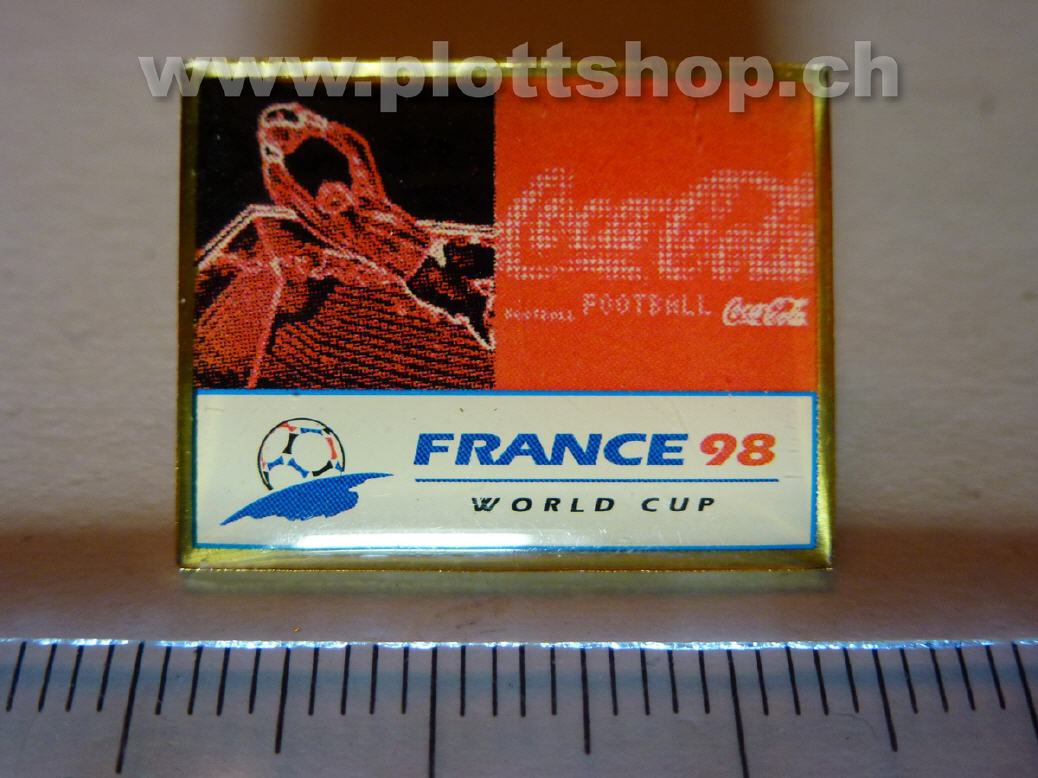 www.plottshop.ch
Coca-Cola
FOOTBALL Coca-Cola
FRANCE 98
WORLD CUP